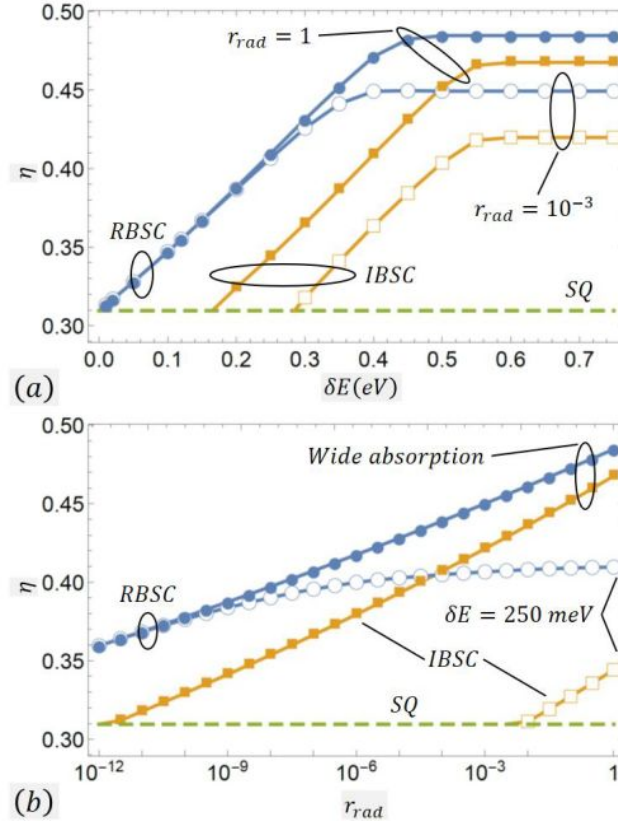 0.50
r_rad = 1
0.45
η
0.40
r_rad = 10⁻³
RBSC
0.35
IBSC
SQ
0.30
0.0 0.1 0.2 0.3 0.4 0.5 0.6 0.7
(a)
δE(eV)
0.50
Wide absorption
0.45
η
RBSC
0.40
δE = 250 meV
0.35
IBSC
SQ
0.30
10⁻¹² 10⁻⁹ 10⁻⁶ 10⁻³ 1
(b)
r_rad